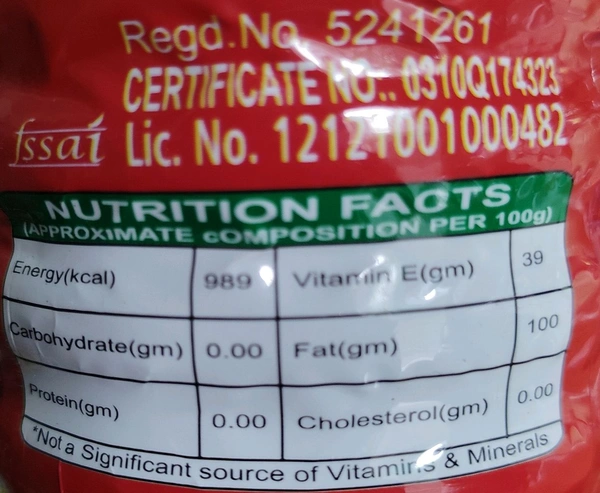 Regd.No. 5241261
CERTIFICATE NO.. 0310Q174323
fssai Lic. No. 12121001000482
NUTRITION FACTS
(APPROXIMATE cOMPOSITION PER 100g)
Energy(kcal) 989 Vitamin E(gm) 39
Carbohydrate(gm) 0.00 Fat(gm) 100
Protein(gm) 0.00 Cholesterol(gm) 0.00
*Not a Significant source of Vitamins & Minerals